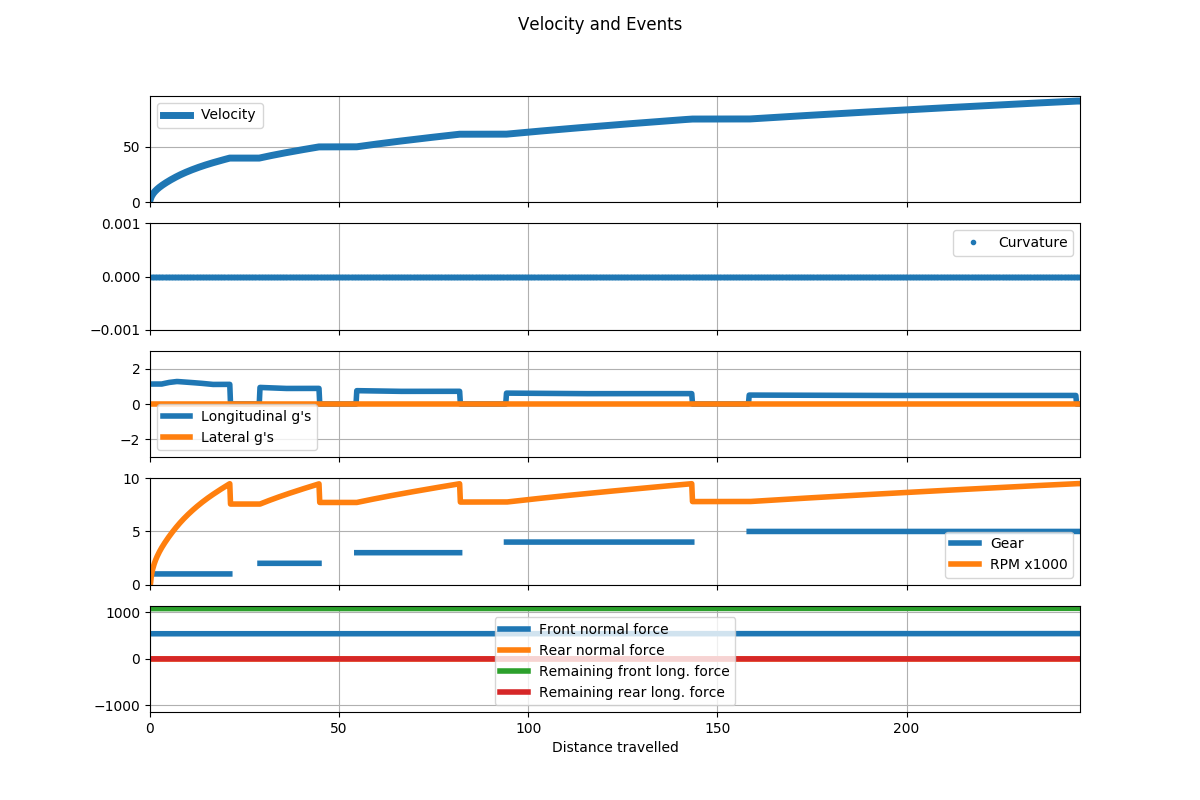 Velocity and Events
50
0
Velocity
0.001
0.000
−0.001
Curvature
2
0
−2
Longitudinal g's
Lateral g's
10
5
0
Gear
RPM x1000
1000
0
−1000
Front normal force
Rear normal force
Remaining front long. force
Remaining rear long. force
0 50 100 150 200
Distance travelled